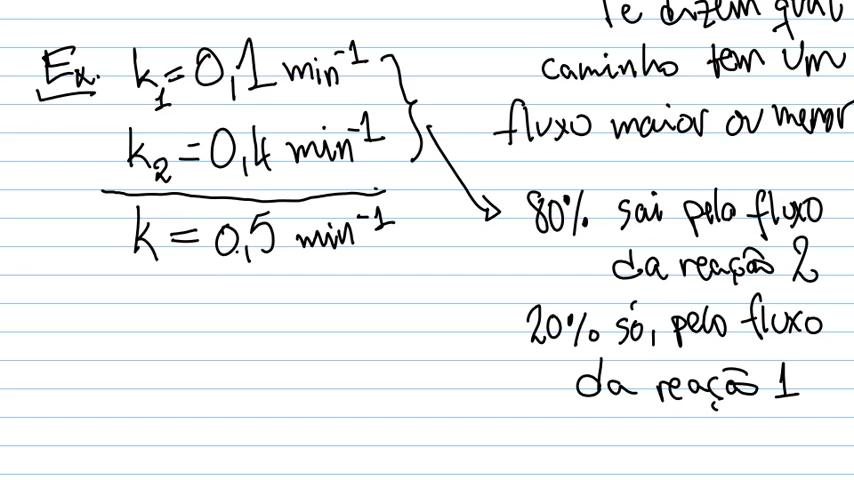 Te dizem qual
Ex. k₁ = 0,1 min⁻¹
caminho tem um
fluxo maior ou menor
k₂ = 0,4 min⁻¹
80% sai pelo fluxo
k = 0,5 min⁻¹
da reação 2
20% só, pelo fluxo
da reação 1